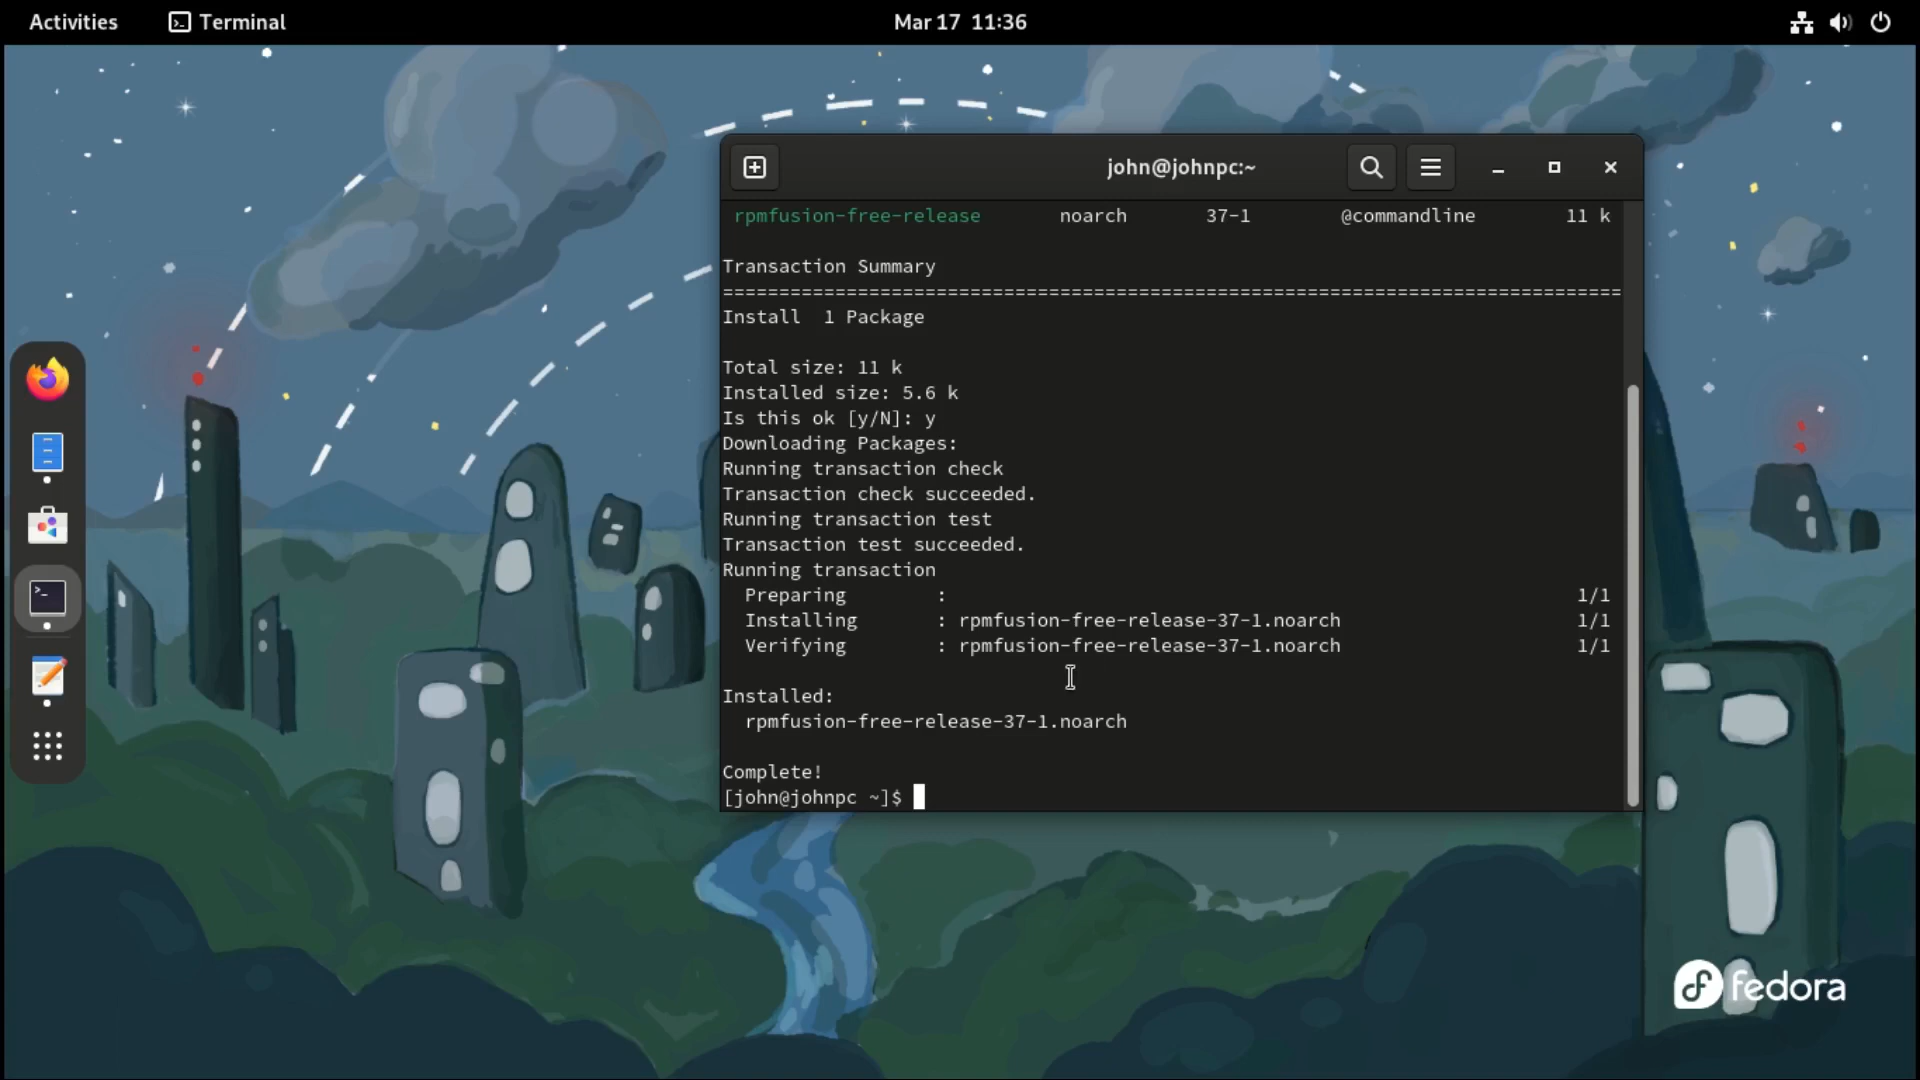 Activities Terminal Mar 17 11:36
john@johnpc:~
rpmfusion-free-release noarch 37-1 @commandline 11 k
Transaction Summary
================================================================================
Install  1 Package
Total size: 11 k
Installed size: 5.6 k
Is this ok [y/N]: y
Downloading Packages:
Running transaction check
Transaction check succeeded.
Running transaction test
Transaction test succeeded.
Running transaction
Preparing        : 1/1
Installing       : rpmfusion-free-release-37-1.noarch 1/1
Verifying        : rpmfusion-free-release-37-1.noarch 1/1
Installed:
rpmfusion-free-release-37-1.noarch
Complete!
[john@johnpc ~]$
fedora